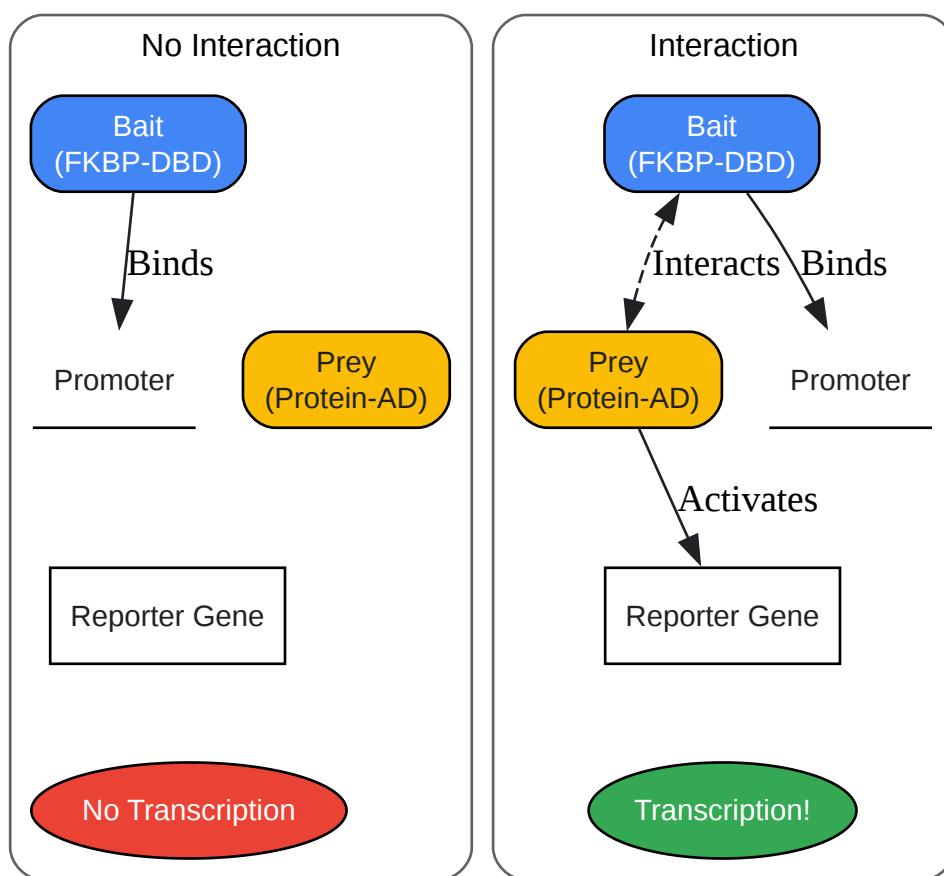 No Interaction
Bait
(FKBP-DBD)
Binds
Promoter
Prey
(Protein-AD)
Reporter Gene
No Transcription
Interaction
Bait
(FKBP-DBD)
Interacts
Binds
Prey
(Protein-AD)
Promoter
Activates
Reporter Gene
Transcription!